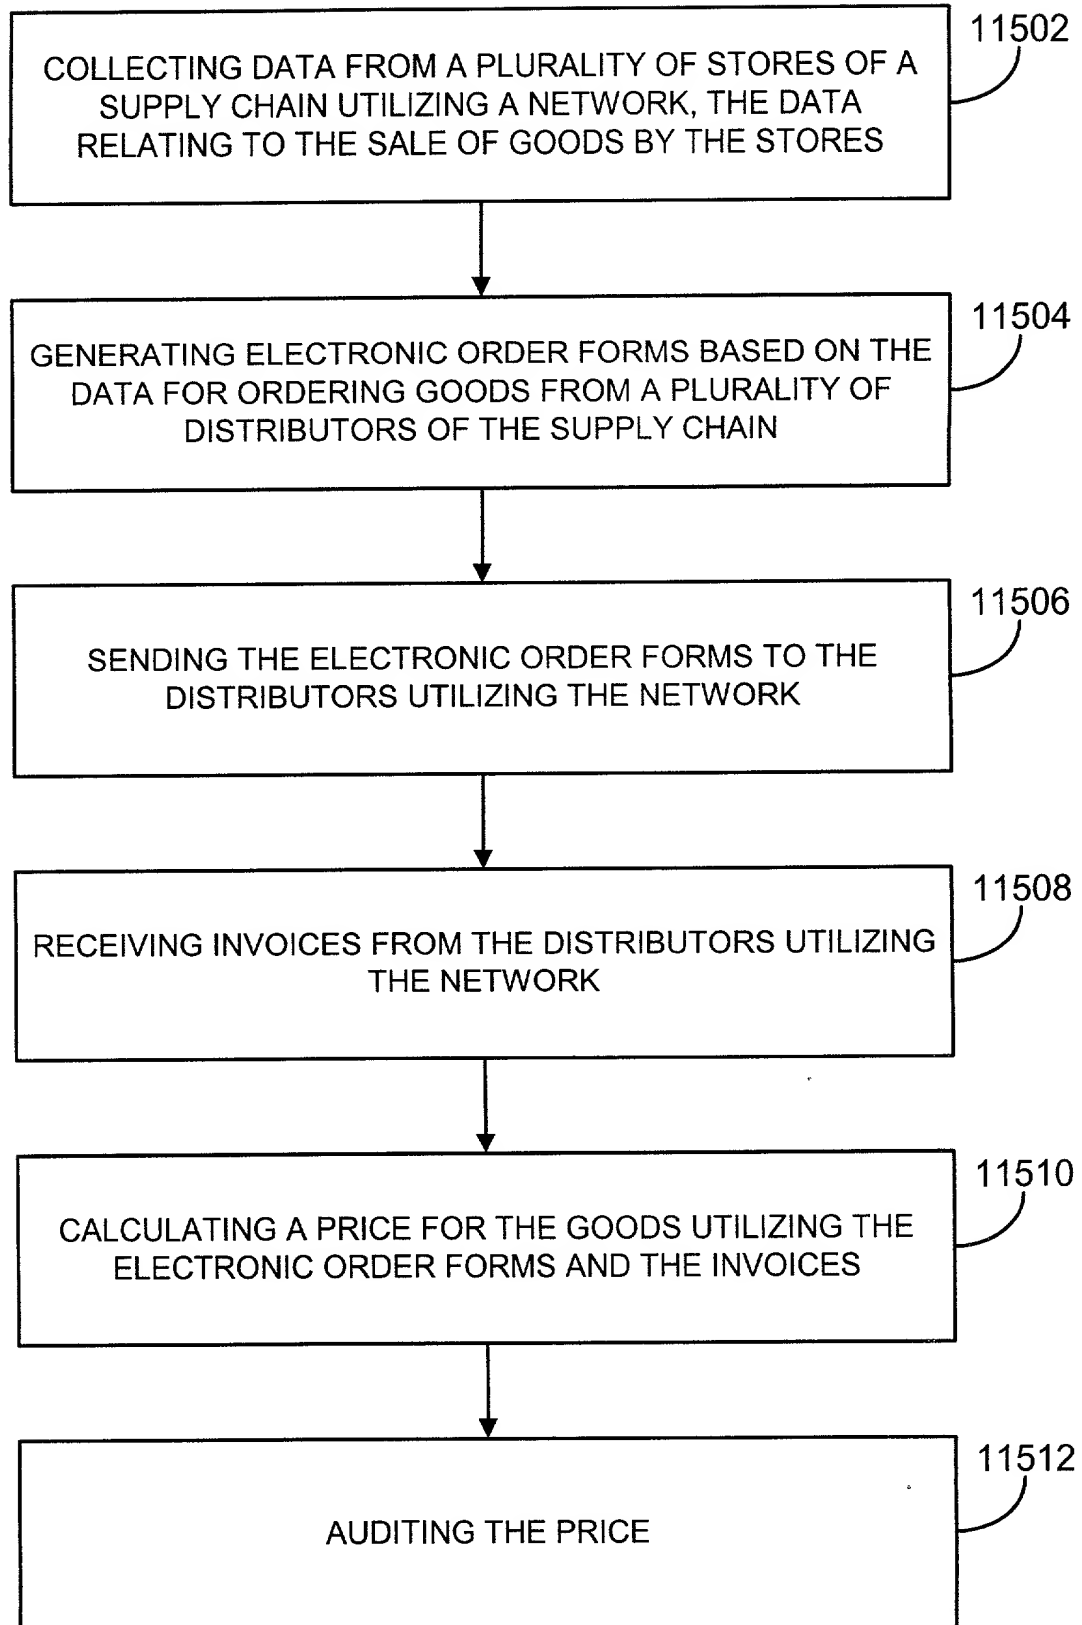 11502
COLLECTING DATA FROM A PLURALITY OF STORES OF A
SUPPLY CHAIN UTILIZING A NETWORK, THE DATA
RELATING TO THE SALE OF GOODS BY THE STORES
11504
GENERATING ELECTRONIC ORDER FORMS BASED ON THE
DATA FOR ORDERING GOODS FROM A PLURALITY OF
DISTRIBUTORS OF THE SUPPLY CHAIN
11506
SENDING THE ELECTRONIC ORDER FORMS TO THE
DISTRIBUTORS UTILIZING THE NETWORK
11508
RECEIVING INVOICES FROM THE DISTRIBUTORS UTILIZING
THE NETWORK
11510
CALCULATING A PRICE FOR THE GOODS UTILIZING THE
ELECTRONIC ORDER FORMS AND THE INVOICES
11512
AUDITING THE PRICE